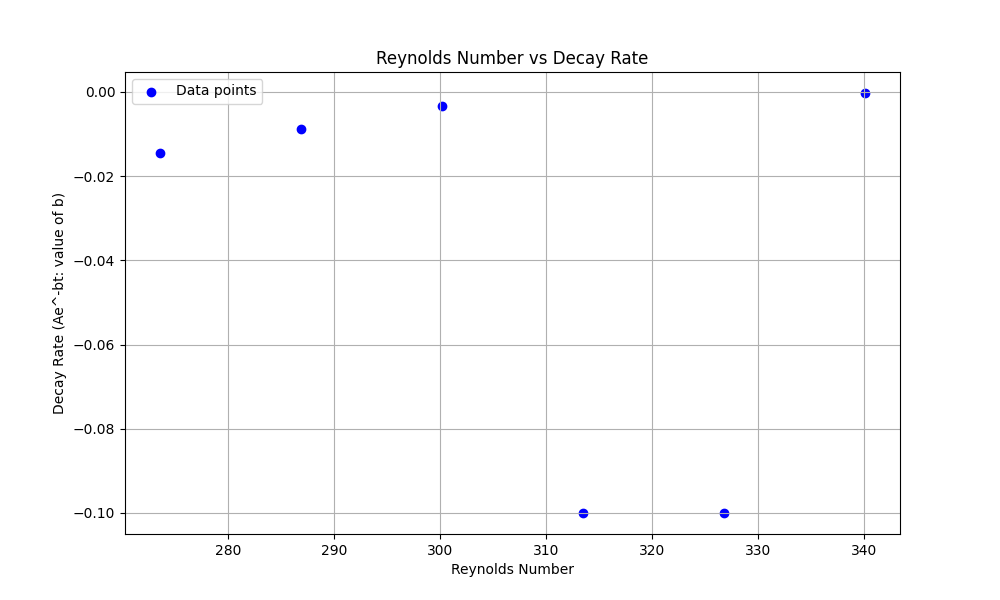 Reynolds Number vs Decay Rate
Data points
Decay Rate (Ae^-bt: value of b)
0.00
−0.02
−0.04
−0.06
−0.08
−0.10
280 290 300 310 320 330 340
Reynolds Number